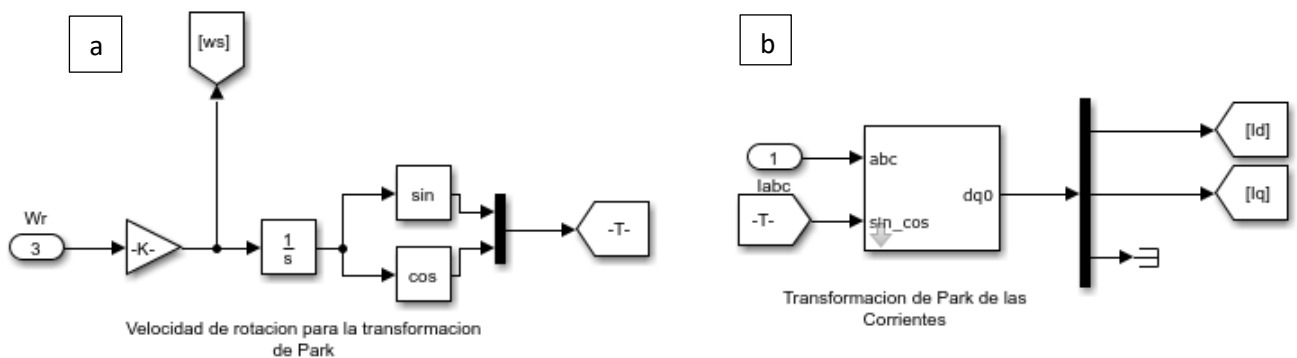 a
[ws]
Wr
3
-K-
1
s
sin
cos
-T-
Velocidad de rotacion para la transformacion
de Park
b
1
Iabc
-T-
abc
sin_cos
dq0
[Id]
[Iq]
Transformacion de Park de las
Corrientes